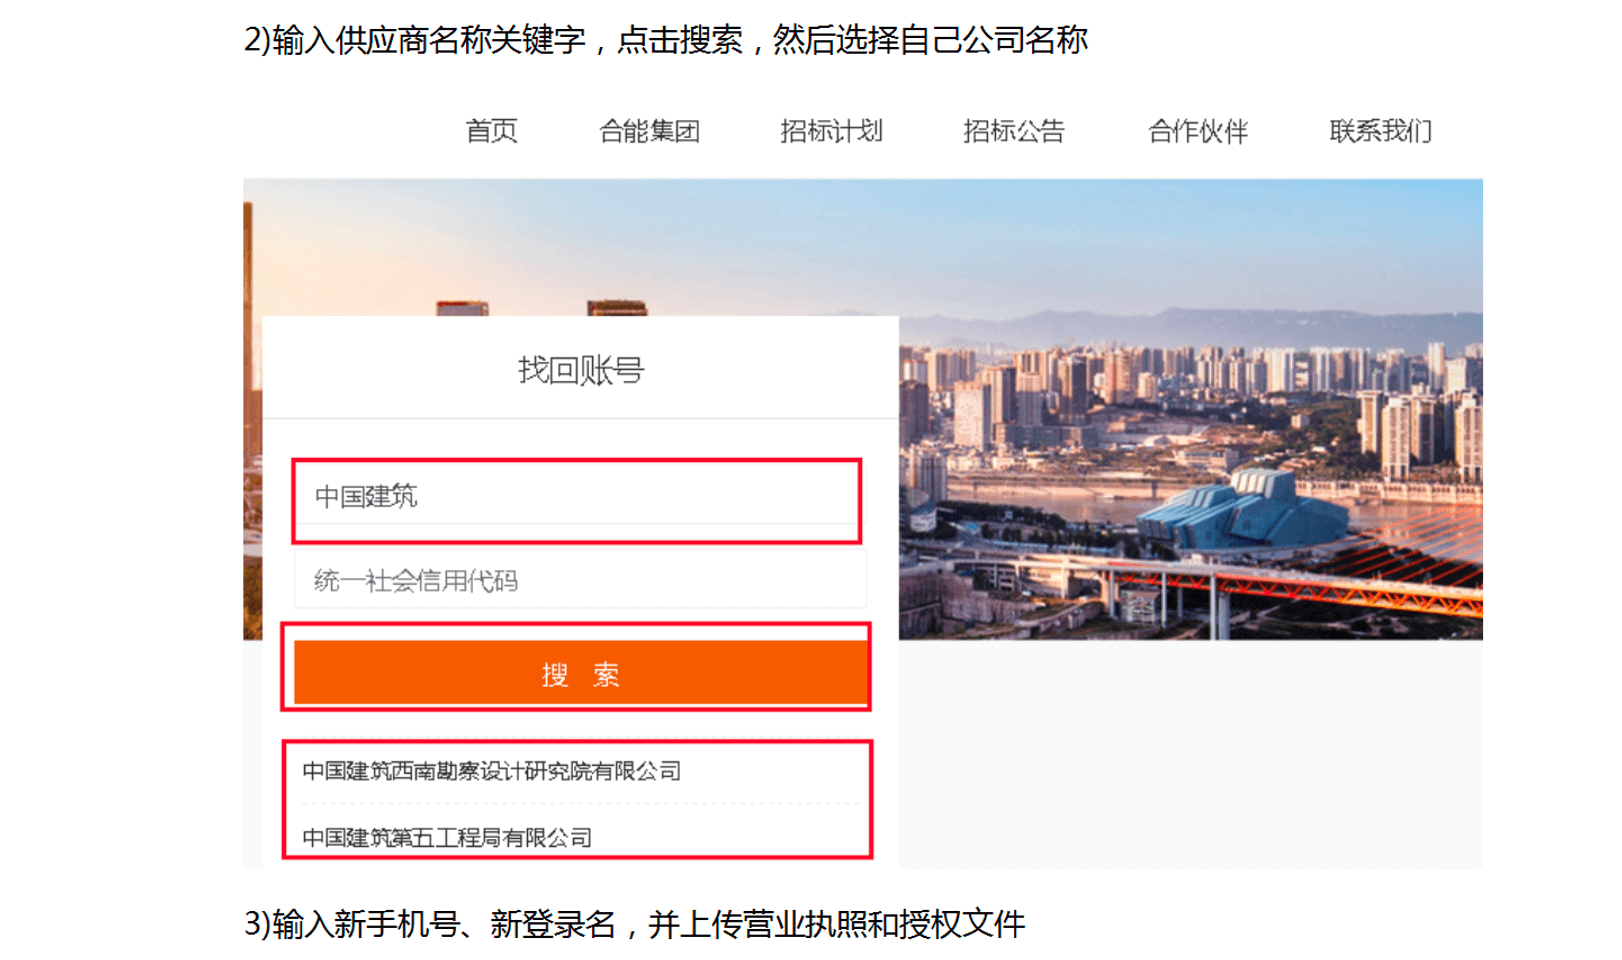 2)输入供应商名称关键字，点击搜索，然后选择自己公司名称
首页 合能集团 招标计划 招标公告 合作伙伴 联系我们
找回账号
中国建筑
统一社会信用代码
搜 索
中国建筑西南勘察设计研究院有限公司
中国建筑第五工程局有限公司
3)输入新手机号、新登录名，并上传营业执照和授权文件